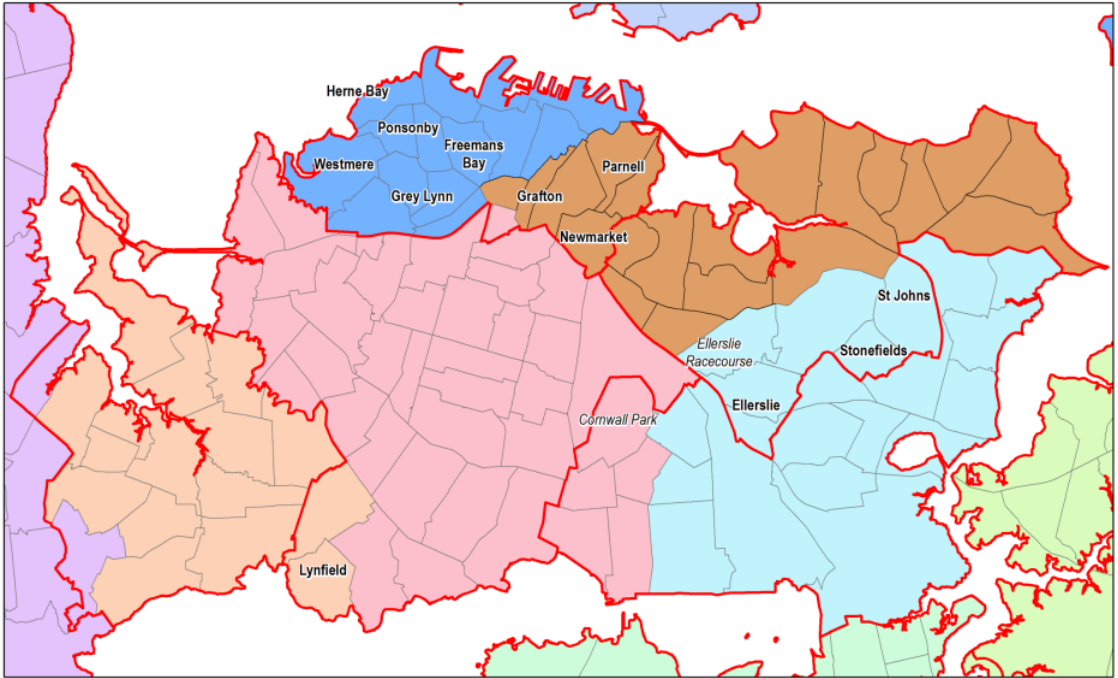 Herne Bay
Ponsonby
Freemans
Bay
Westmere
Parnell
Grey Lynn
Grafton
Newmarket
St Johns
Ellerslie
Racecourse
Stonefields
Ellerslie
Cornwall Park
Lynfield